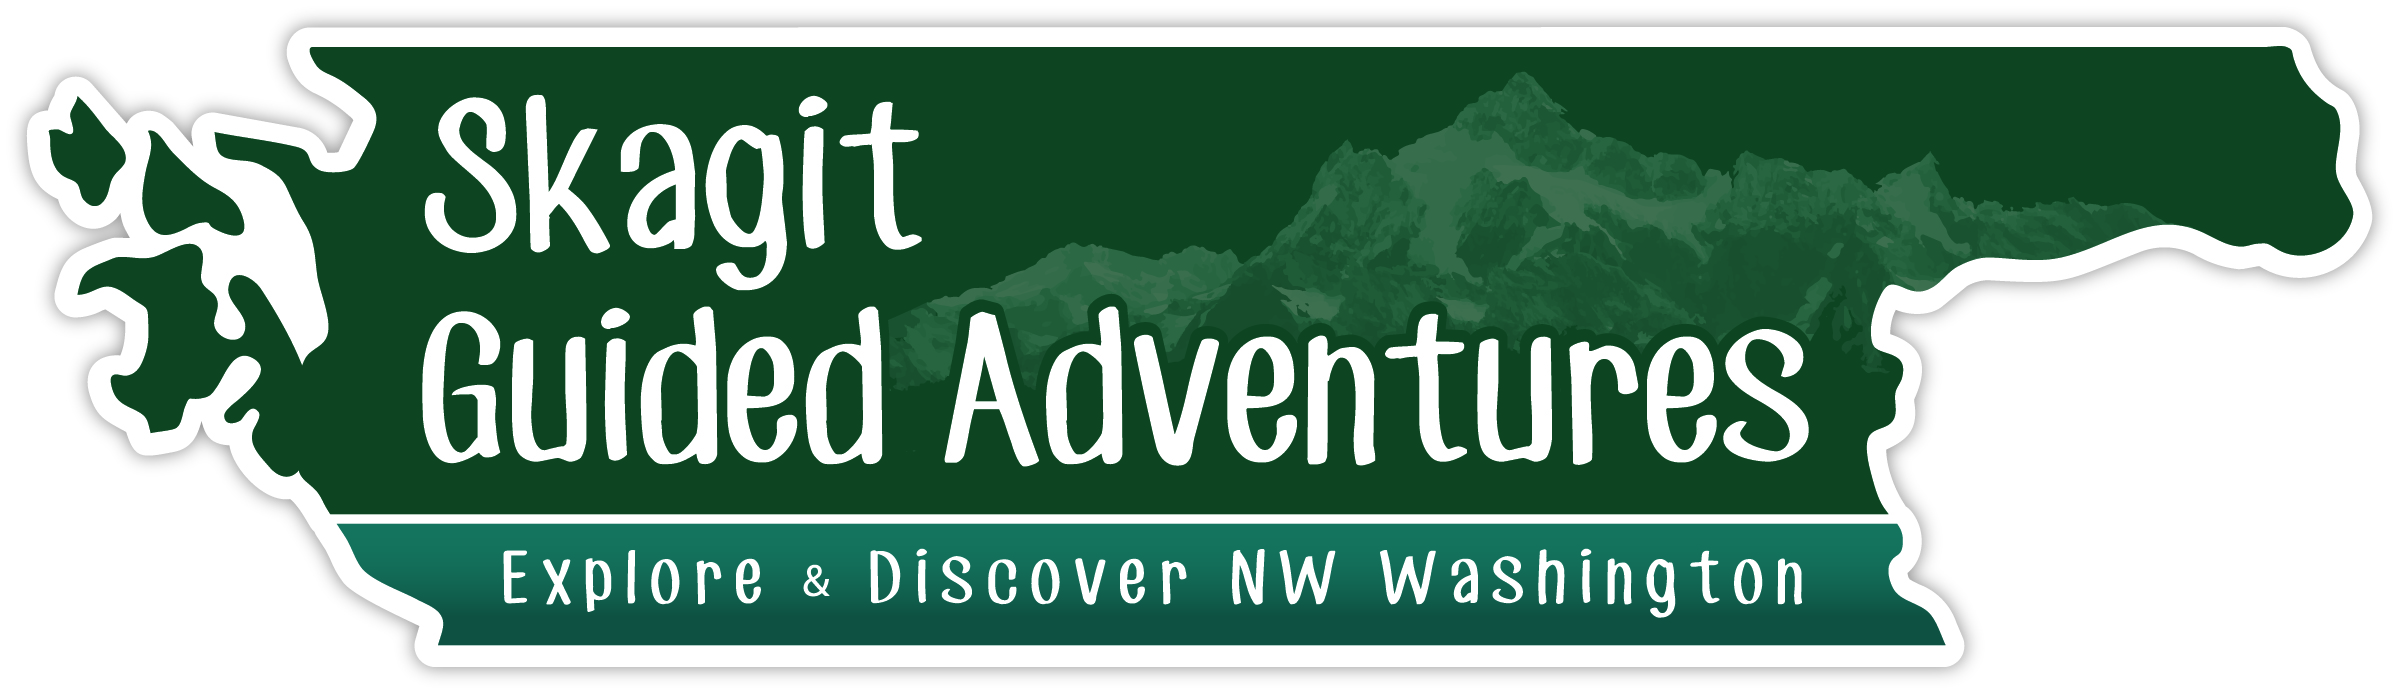 Skagit
Guided Adventures
Explore & Discover NW Washington